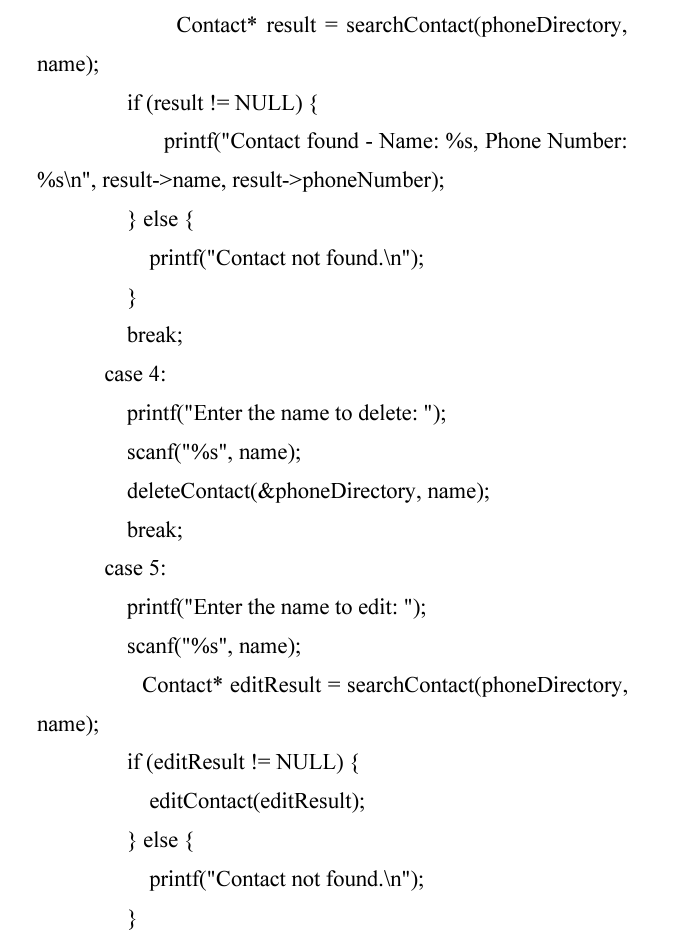 Contact* result = searchContact(phoneDirectory,
name);
if (result != NULL) {
printf("Contact found - Name: %s, Phone Number:
%s\n", result->name, result->phoneNumber);
} else {
printf("Contact not found.\n");
}
break;
case 4:
printf("Enter the name to delete: ");
scanf("%s", name);
deleteContact(&phoneDirectory, name);
break;
case 5:
printf("Enter the name to edit: ");
scanf("%s", name);
Contact* editResult = searchContact(phoneDirectory,
name);
if (editResult != NULL) {
editContact(editResult);
} else {
printf("Contact not found.\n");
}